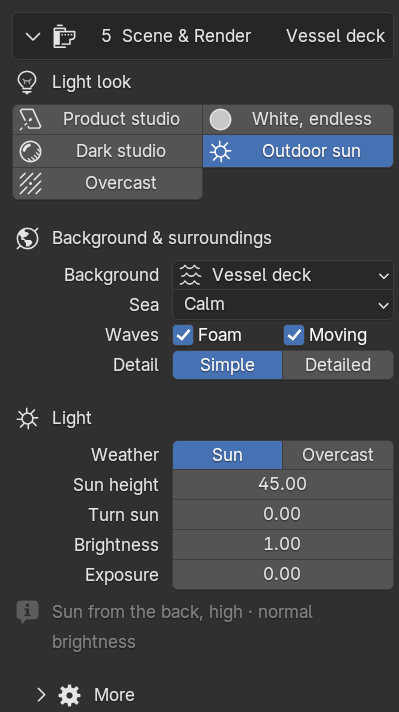 5 Scene & Render Vessel deck
Light look
Product studio White, endless
Dark studio Outdoor sun
Overcast
Background & surroundings
Background Vessel deck
Sea Calm
Waves Foam Moving
Detail Simple Detailed
Light
Weather Sun Overcast
Sun height 45.00
Turn sun 0.00
Brightness 1.00
Exposure 0.00
Sun from the back, high · normal
brightness
More